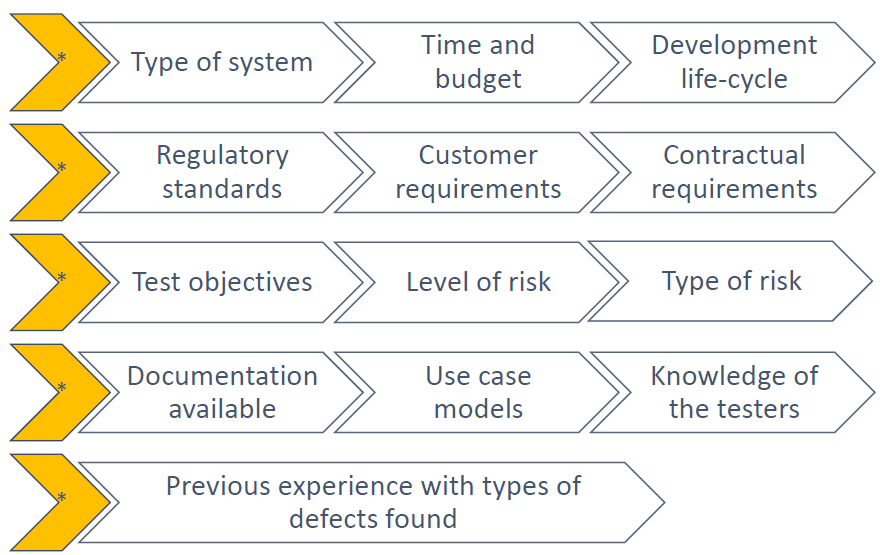 * Type of system Time and budget Development life-cycle
* Regulatory standards Customer requirements Contractual requirements
* Test objectives Level of risk Type of risk
* Documentation available Use case models Knowledge of the testers
* Previous experience with types of defects found